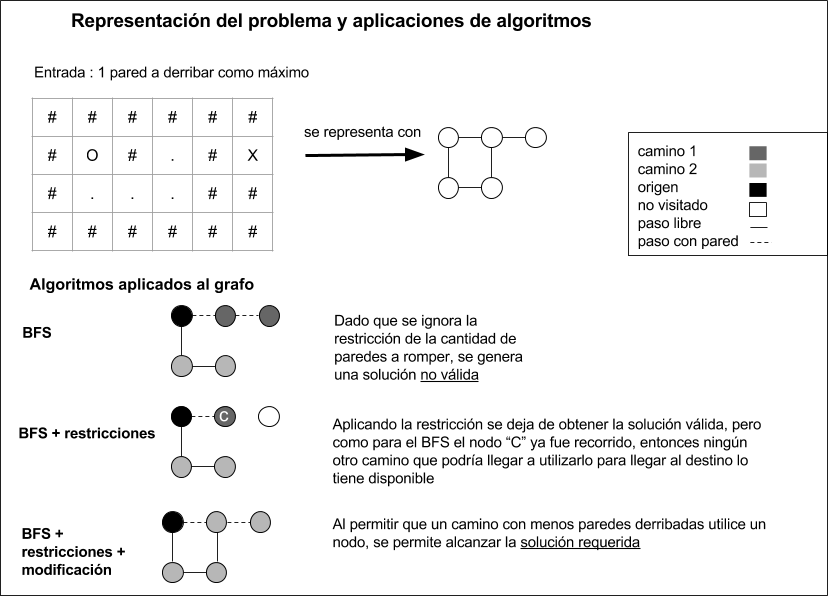 Representación del problema y aplicaciones de algoritmos
Entrada : 1 pared a derribar como máximo
# # # # # #
# O # . # X
# . . . # #
# # # # # #
se representa con
camino 1
camino 2
origen
no visitado
paso libre
paso con pared
Algoritmos aplicados al grafo
BFS
Dado que se ignora la
restricción de la cantidad de
paredes a romper, se genera
una solución no válida
BFS + restricciones
C
Aplicando la restricción se deja de obtener la solución válida, pero
como para el BFS el nodo “C” ya fue recorrido, entonces ningún
otro camino que podría llegar a utilizarlo para llegar al destino lo
tiene disponible
BFS +
restricciones +
modificación
Al permitir que un camino con menos paredes derribadas utilice un
nodo, se permite alcanzar la solución requerida